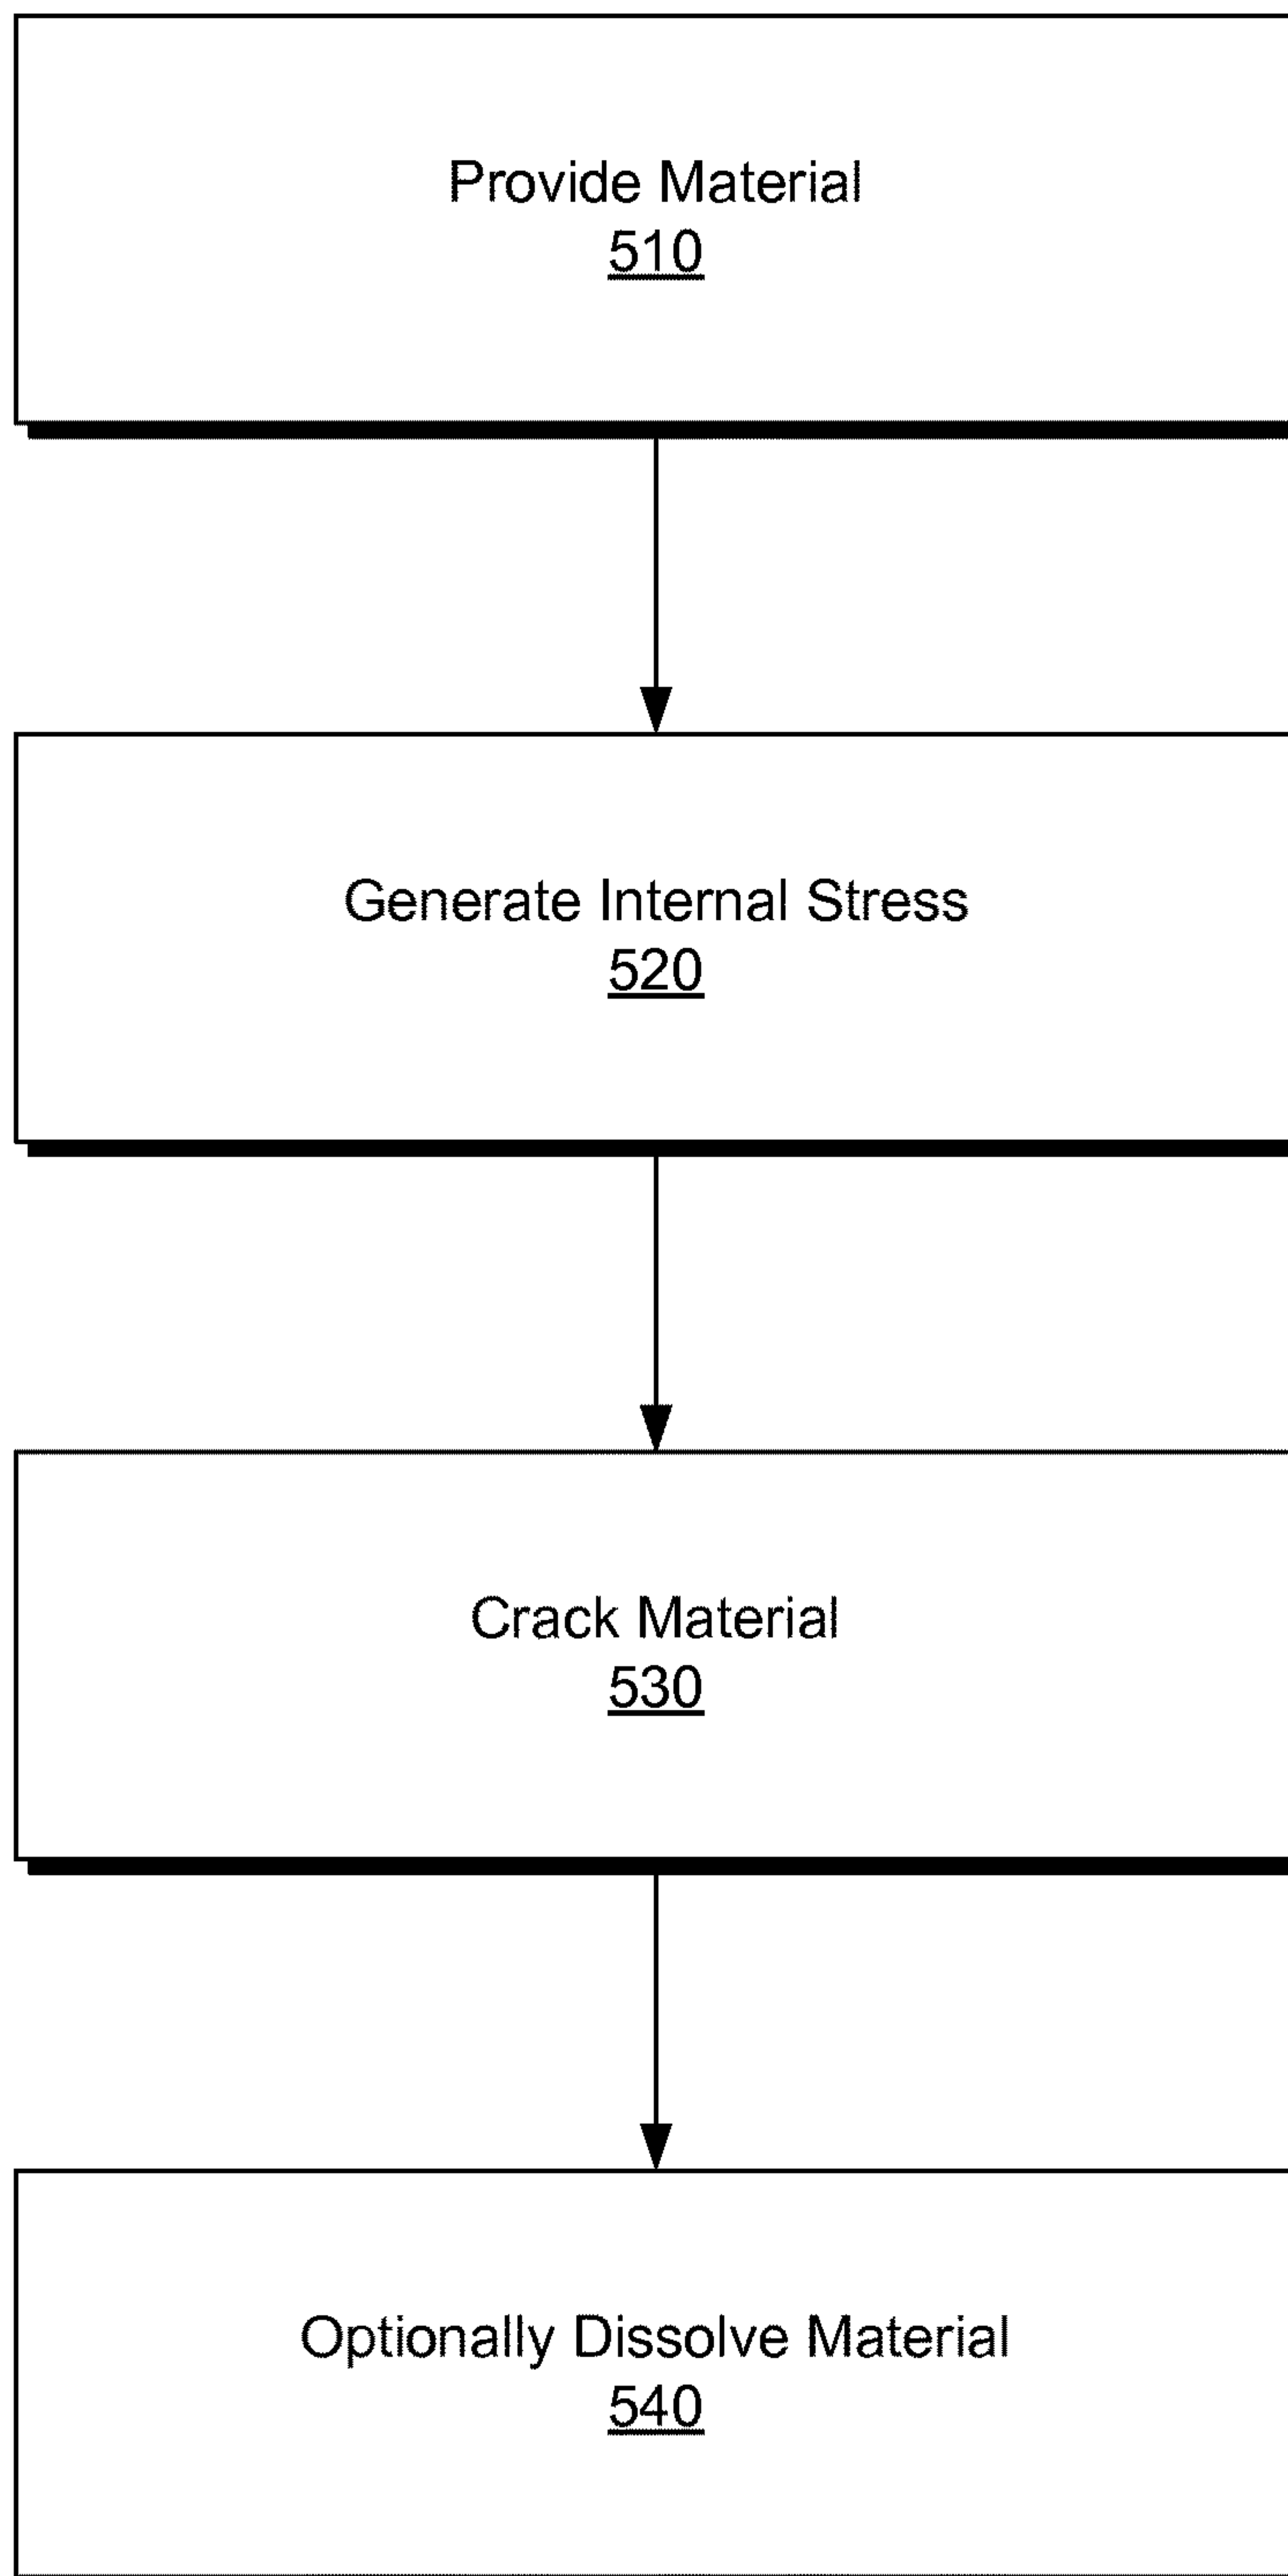 Provide Material
510
Generate Internal Stress
520
Crack Material
530
Optionally Dissolve Material
540